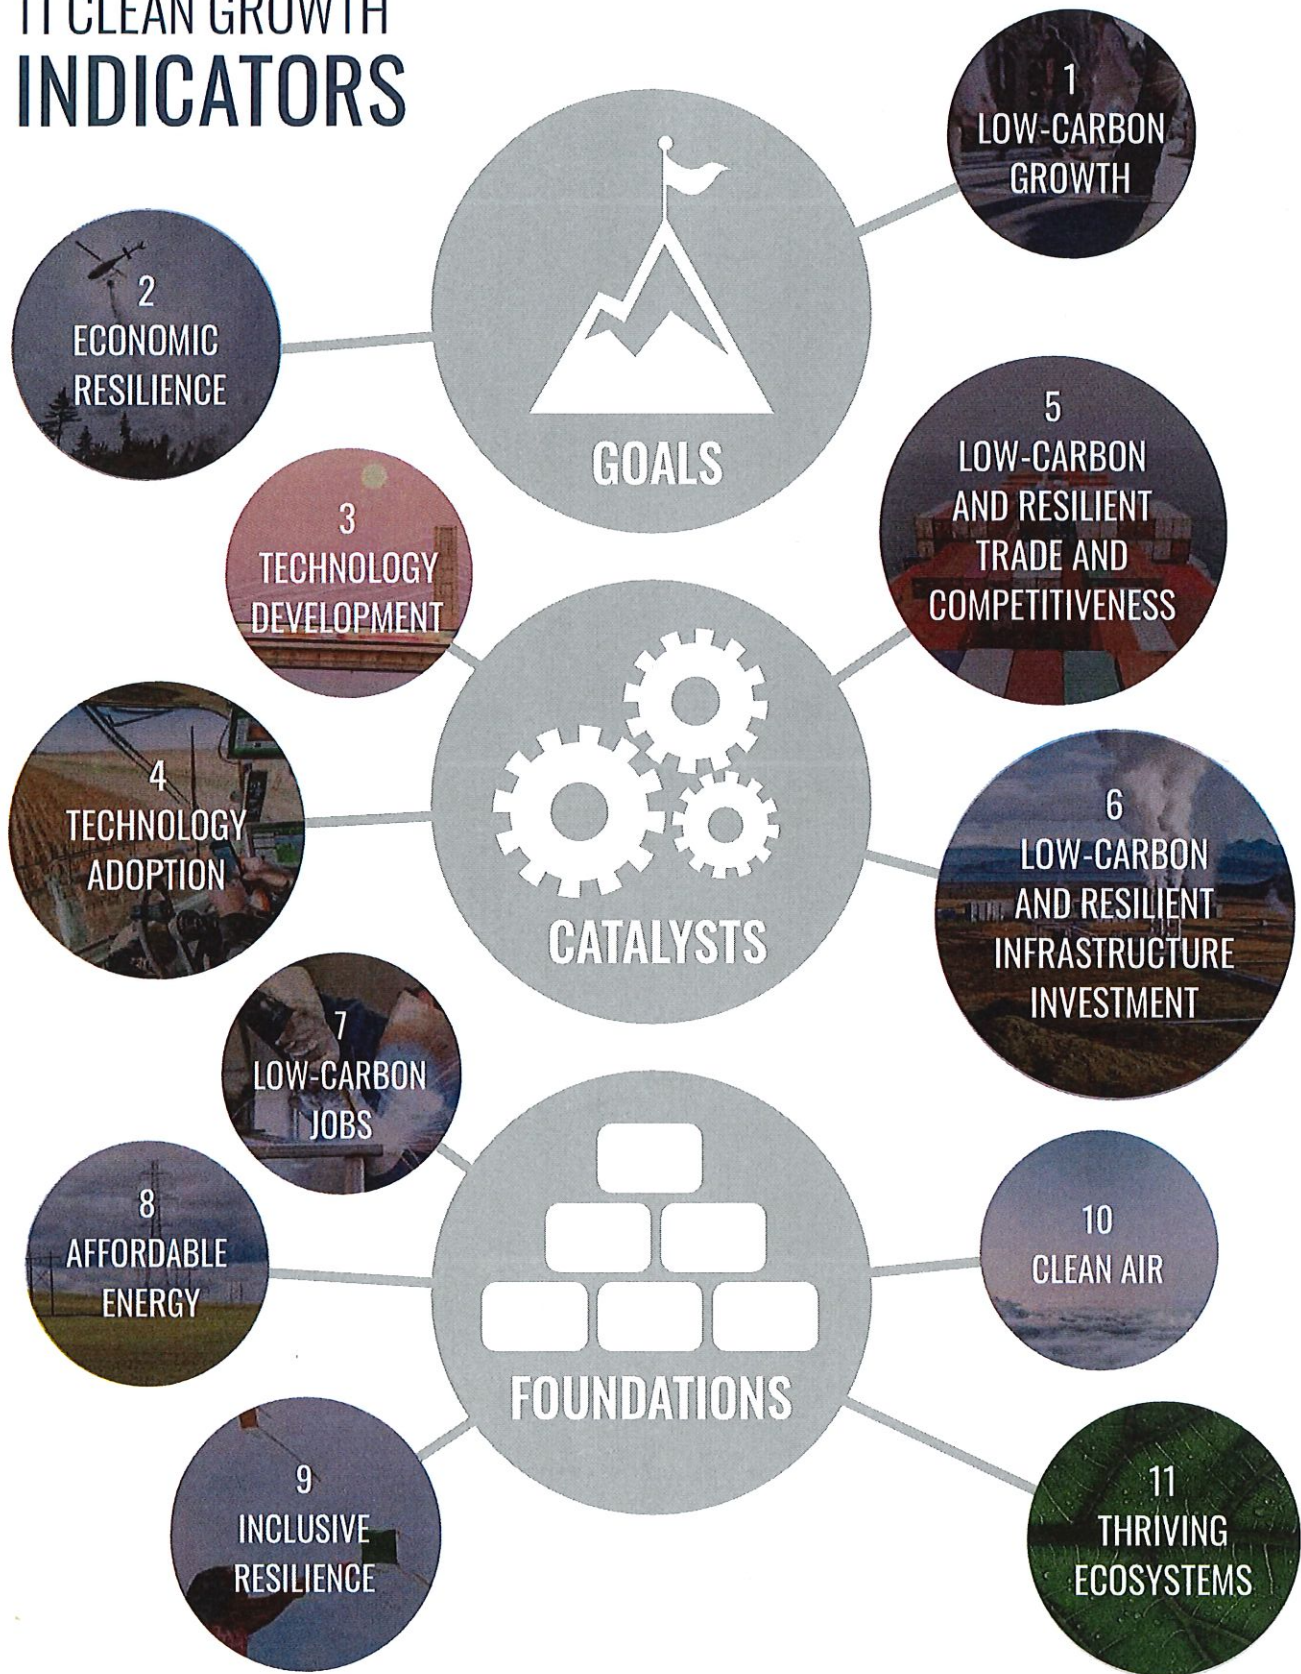 11 CLEAN GROWTH
INDICATORS
1
LOW-CARBON
GROWTH
2
ECONOMIC
RESILIENCE
GOALS
3
TECHNOLOGY
DEVELOPMENT
5
LOW-CARBON
AND RESILIENT
TRADE AND
COMPETITIVENESS
4
TECHNOLOGY
ADOPTION
CATALYSTS
6
LOW-CARBON
AND RESILIENT
INFRASTRUCTURE
INVESTMENT
7
LOW-CARBON
JOBS
8
AFFORDABLE
ENERGY
FOUNDATIONS
10
CLEAN AIR
9
INCLUSIVE
RESILIENCE
11
THRIVING
ECOSYSTEMS